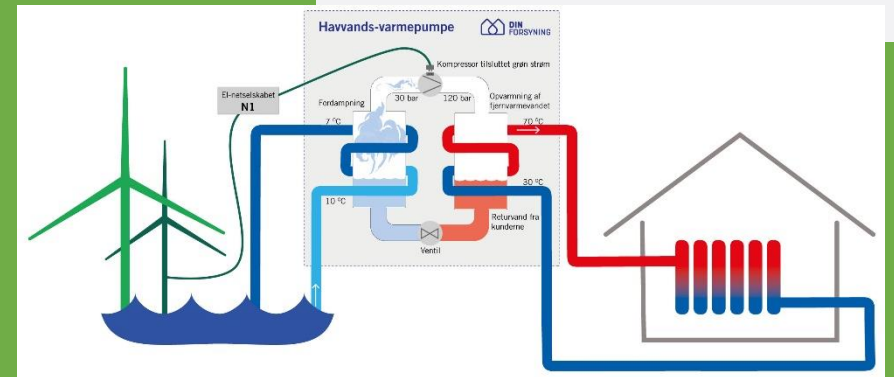 Havvands-varmepumpe
DIN
FORSYNING
Kompressor tilsluttet grøn strøm
El-netselskabet
N1
Fordampning
30 bar
120 bar
Opvarmning af
fjernvarmevandet
7 °C
70 °C
10 °C
30 °C
Returvand fra
kunderne
Ventil